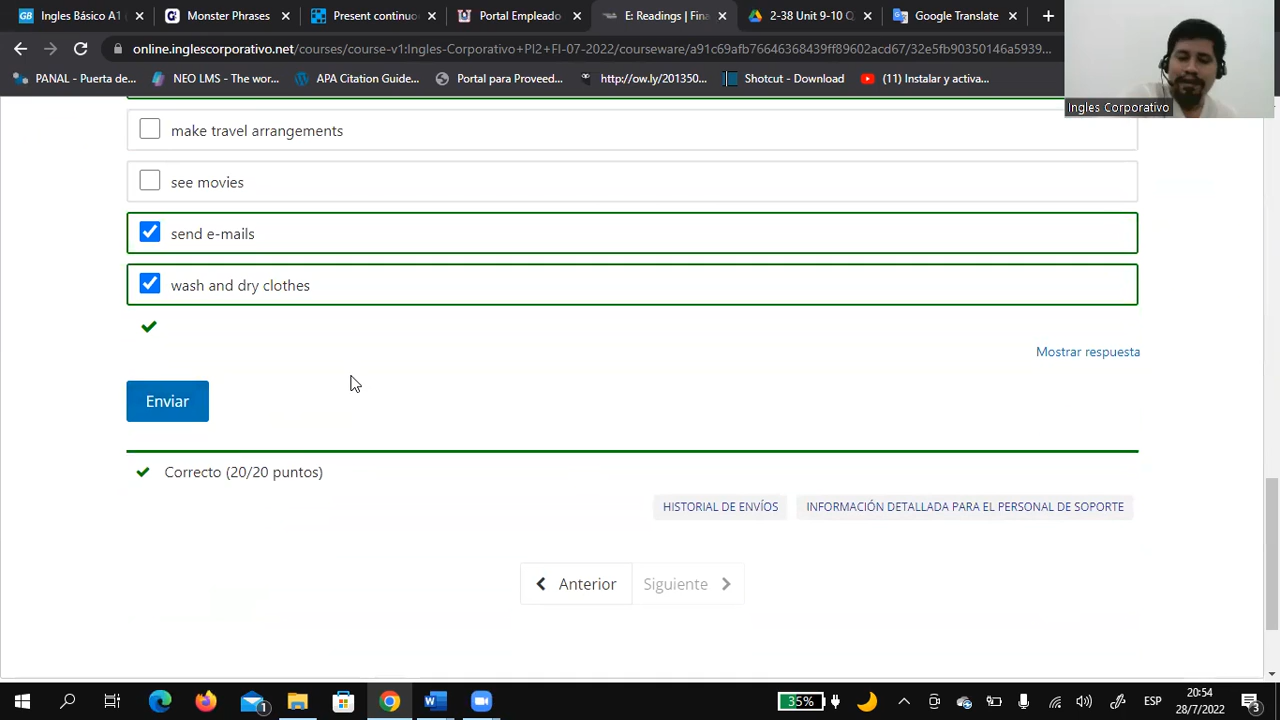 Ingles Básico A1 (
Monster Phrases
Present continuo
Portal Empleado
E: Readings | Fina
2-38 Unit 9-10 Q
Google Translate
online.inglescorporativo.net/courses/course-v1:Ingles-Corporativo+PI2+FI-07-2022/courseware/a91c69afb76646368439ff89602acd67/32e5fb90350146a5939...
PANAL - Puerta de...
NEO LMS - The wor...
APA Citation Guide...
Portal para Proveed...
http://ow.ly/201350...
Shotcut - Download
(11) Instalar y activa...
Ingles Corporativo
make travel arrangements
see movies
send e-mails
wash and dry clothes
Mostrar respuesta
Enviar
Correcto (20/20 puntos)
HISTORIAL DE ENVÍOS
INFORMACIÓN DETALLADA PARA EL PERSONAL DE SOPORTE
Anterior
Siguiente
1
35%
ESP
20:54
28/7/2022
3